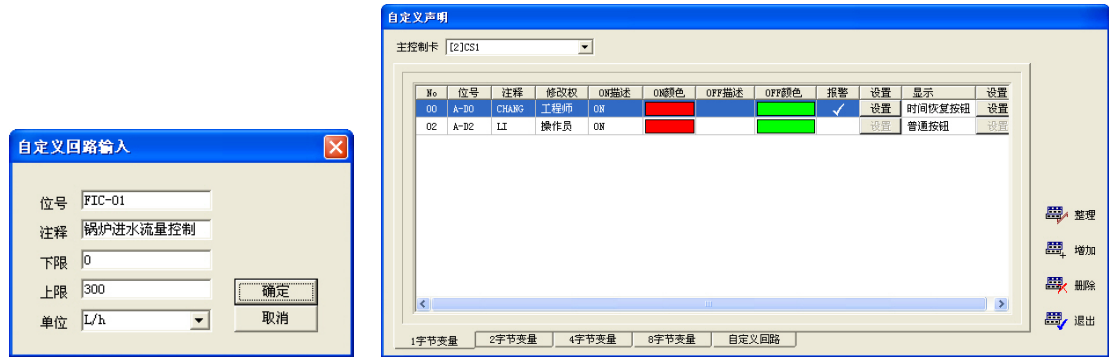 自定义回路输入
位号 FIC-01
注释 锅炉进水流量控制
下限 0
上限 300
单位 L/h
确定
取消
自定义声明
主控制卡 [2]CS1
No 位号 注释 修改权 ON描述 ON颜色 OFF描述 OFF颜色 报警 设置 显示 设置
00 A-D0 CHANG 工程师 ON 设置 时间恢复按钮 设置
02 A-D2 LI 操作员 ON 设置 普通按钮 设置
整理
增加
删除
退出
1字节变量 2字节变量 4字节变量 8字节变量 自定义回路